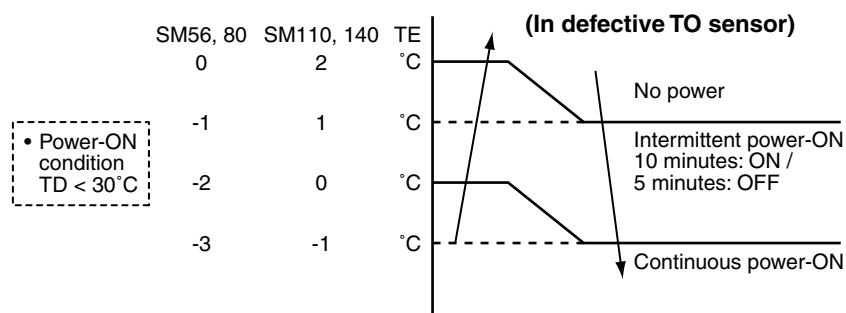 (In defective TO sensor)
SM56, 80 SM110, 140 TE
0 2 ˚C
No power
-1 1 ˚C
• Power-ON
condition
TD < 30˚C
Intermittent power-ON
10 minutes: ON /
5 minutes: OFF
-2 0 ˚C
-3 -1 ˚C
Continuous power-ON